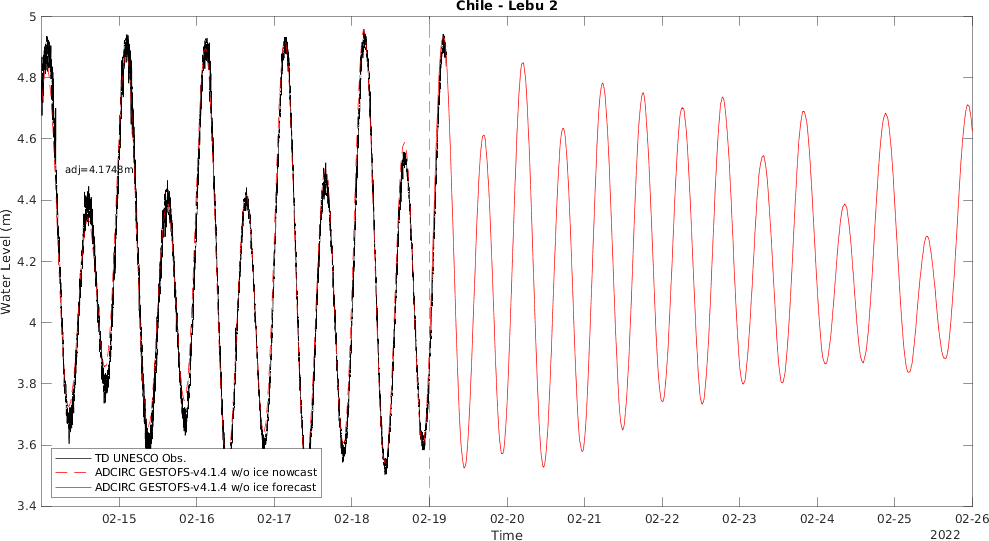 Chile - Lebu 2
5
4.8
4.6
4.4
4.2
4
3.8
3.6
3.4
Water Level (m)
adj=4.1743m
TD UNESCO Obs.
ADCIRC GESTOFS-v4.1.4 w/o ice nowcast
ADCIRC GESTOFS-v4.1.4 w/o ice forecast
02-15 02-16 02-17 02-18 02-19 02-20 02-21 02-22 02-23 02-24 02-25 02-26
Time
2022